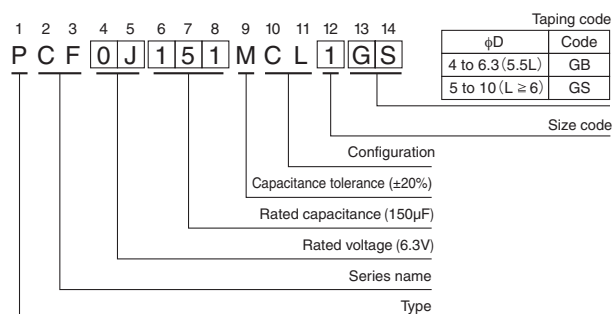 1 2 3 4 5 6 7 8 9 10 11 12 13 14
P C F 0 J 1 5 1 M C L 1 G S
Taping code
φD Code
4 to 6.3(5.5L) GB
5 to 10(L ≧ 6) GS
Size code
Configuration
Capacitance tolerance (±20%)
Rated capacitance (150μF)
Rated voltage (6.3V)
Series name
Type